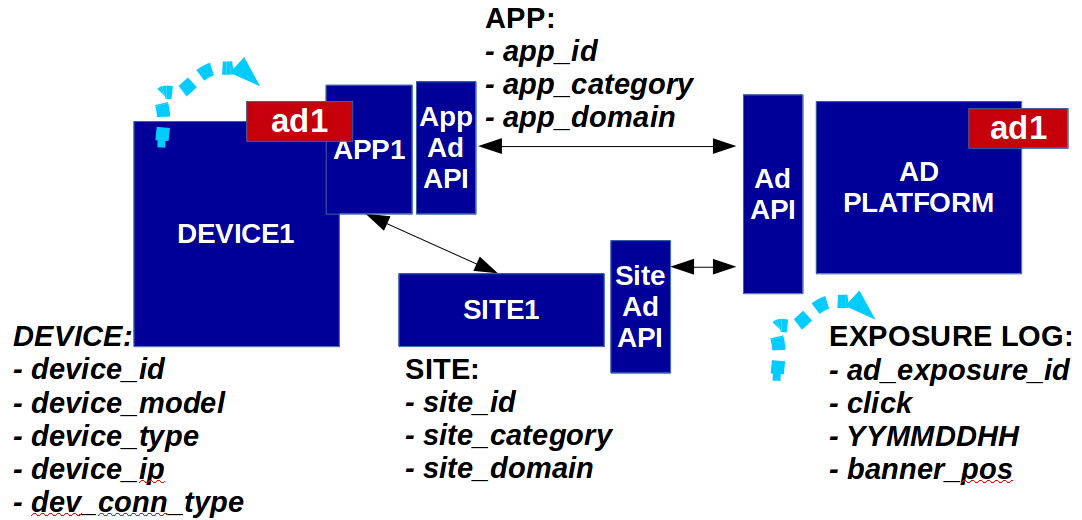 APP:
- app_id
- app_category
- app_domain
ad1
APP1
App
Ad
API
DEVICE1
Ad
API
ad1
AD
PLATFORM
SITE1
Site
Ad
API
DEVICE:
- device_id
- device_model
- device_type
- device_ip
- dev_conn_type
SITE:
- site_id
- site_category
- site_domain
EXPOSURE LOG:
- ad_exposure_id
- click
- YYMMDDHH
- banner_pos